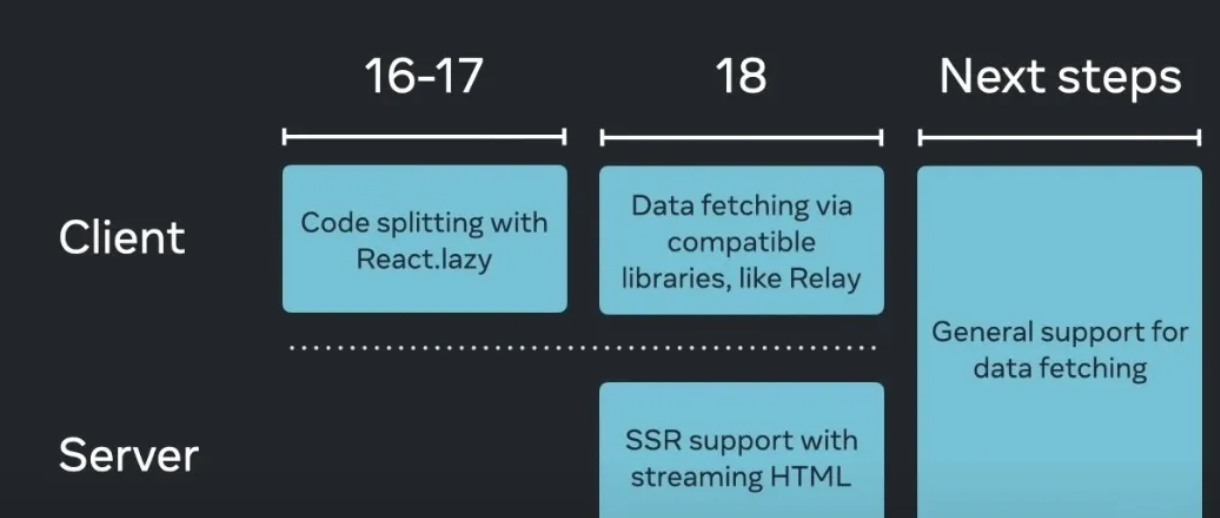 16-17
18
Next steps
Client
Code splitting with
React.lazy
Data fetching via
compatible
libraries, like Relay
General support for
data fetching
Server
SSR support with
streaming HTML